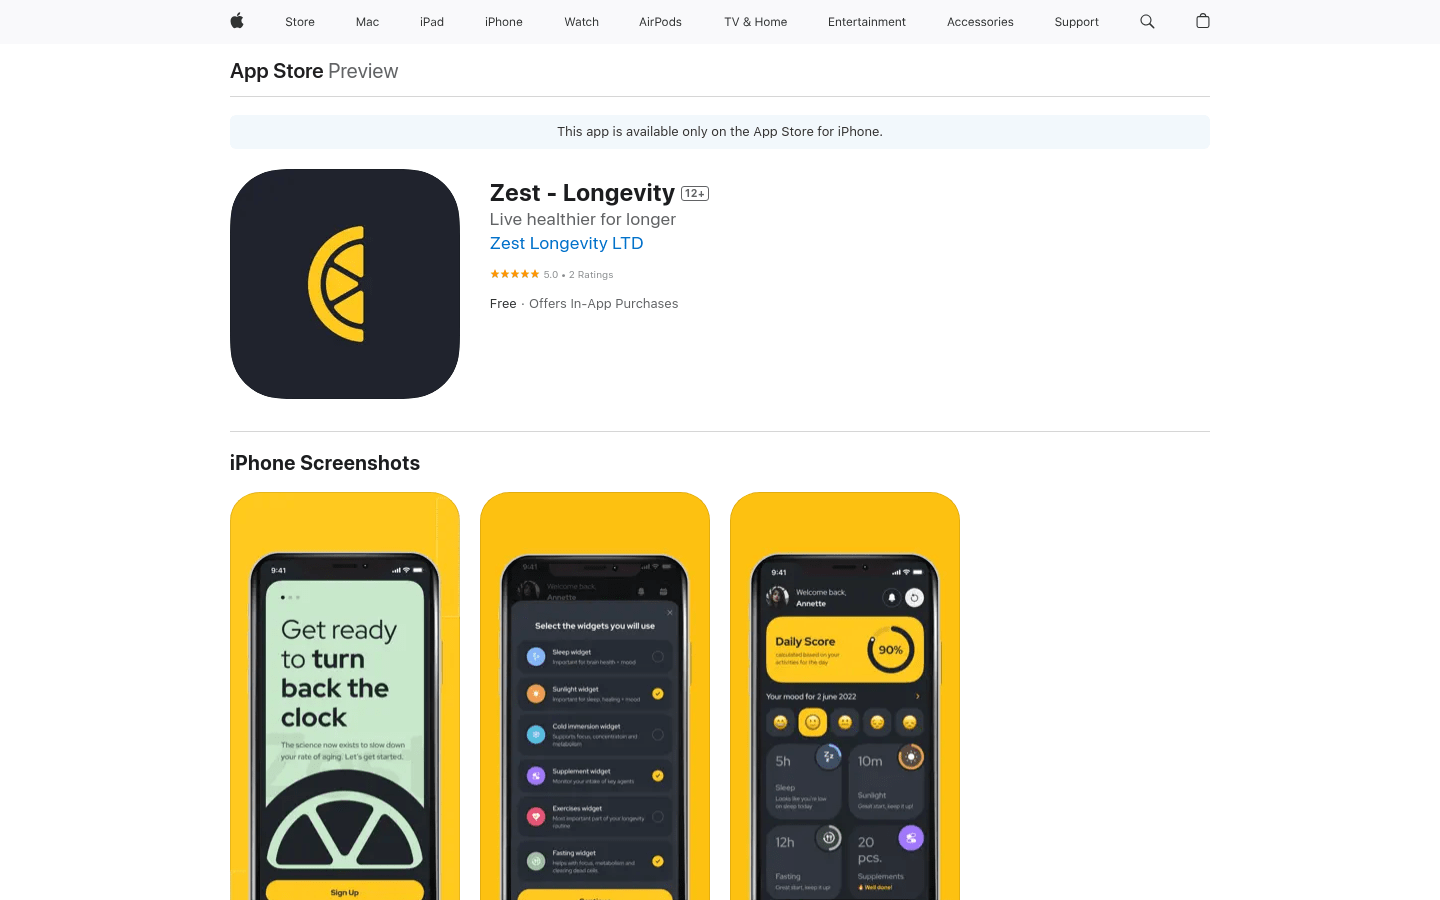 Store
Mac
iPad
iPhone
Watch
AirPods
TV & Home
Entertainment
Accessories
Support
App Store Preview
This app is available only on the App Store for iPhone.
Zest - Longevity 12+
Live healthier for longer
Zest Longevity LTD
5.0 • 2 Ratings
Free · Offers In-App Purchases
iPhone Screenshots
9:41
Get ready
to turn
back the
clock
The science now exists to slow down
your rate of aging. Let's get started.
Sign Up
9:41
Welcome back,
Annette
Select the widgets you will use
Sleep widget
Important for brain health + mood
Sunlight widget
Important for sleep, healing + mood
Cold immersion widget
Supports focus, concentration and
metabolism
Supplement widget
Monitor your intake of key agents
Exercises widget
Most important part of your longevity
routine
Fasting widget
Helps with focus, metabolism and
clearing dead cells
9:41
Welcome back,
Annette
Daily Score
calculated based on your
activities for the day
90%
Your mood for 2 june 2022
5h
Sleep
Looks like you're low
on sleep today
10m
Sunlight
Great start, keep it up!
12h
Fasting
Great start, keep it up!
20
pcs.
Supplements
Well done!